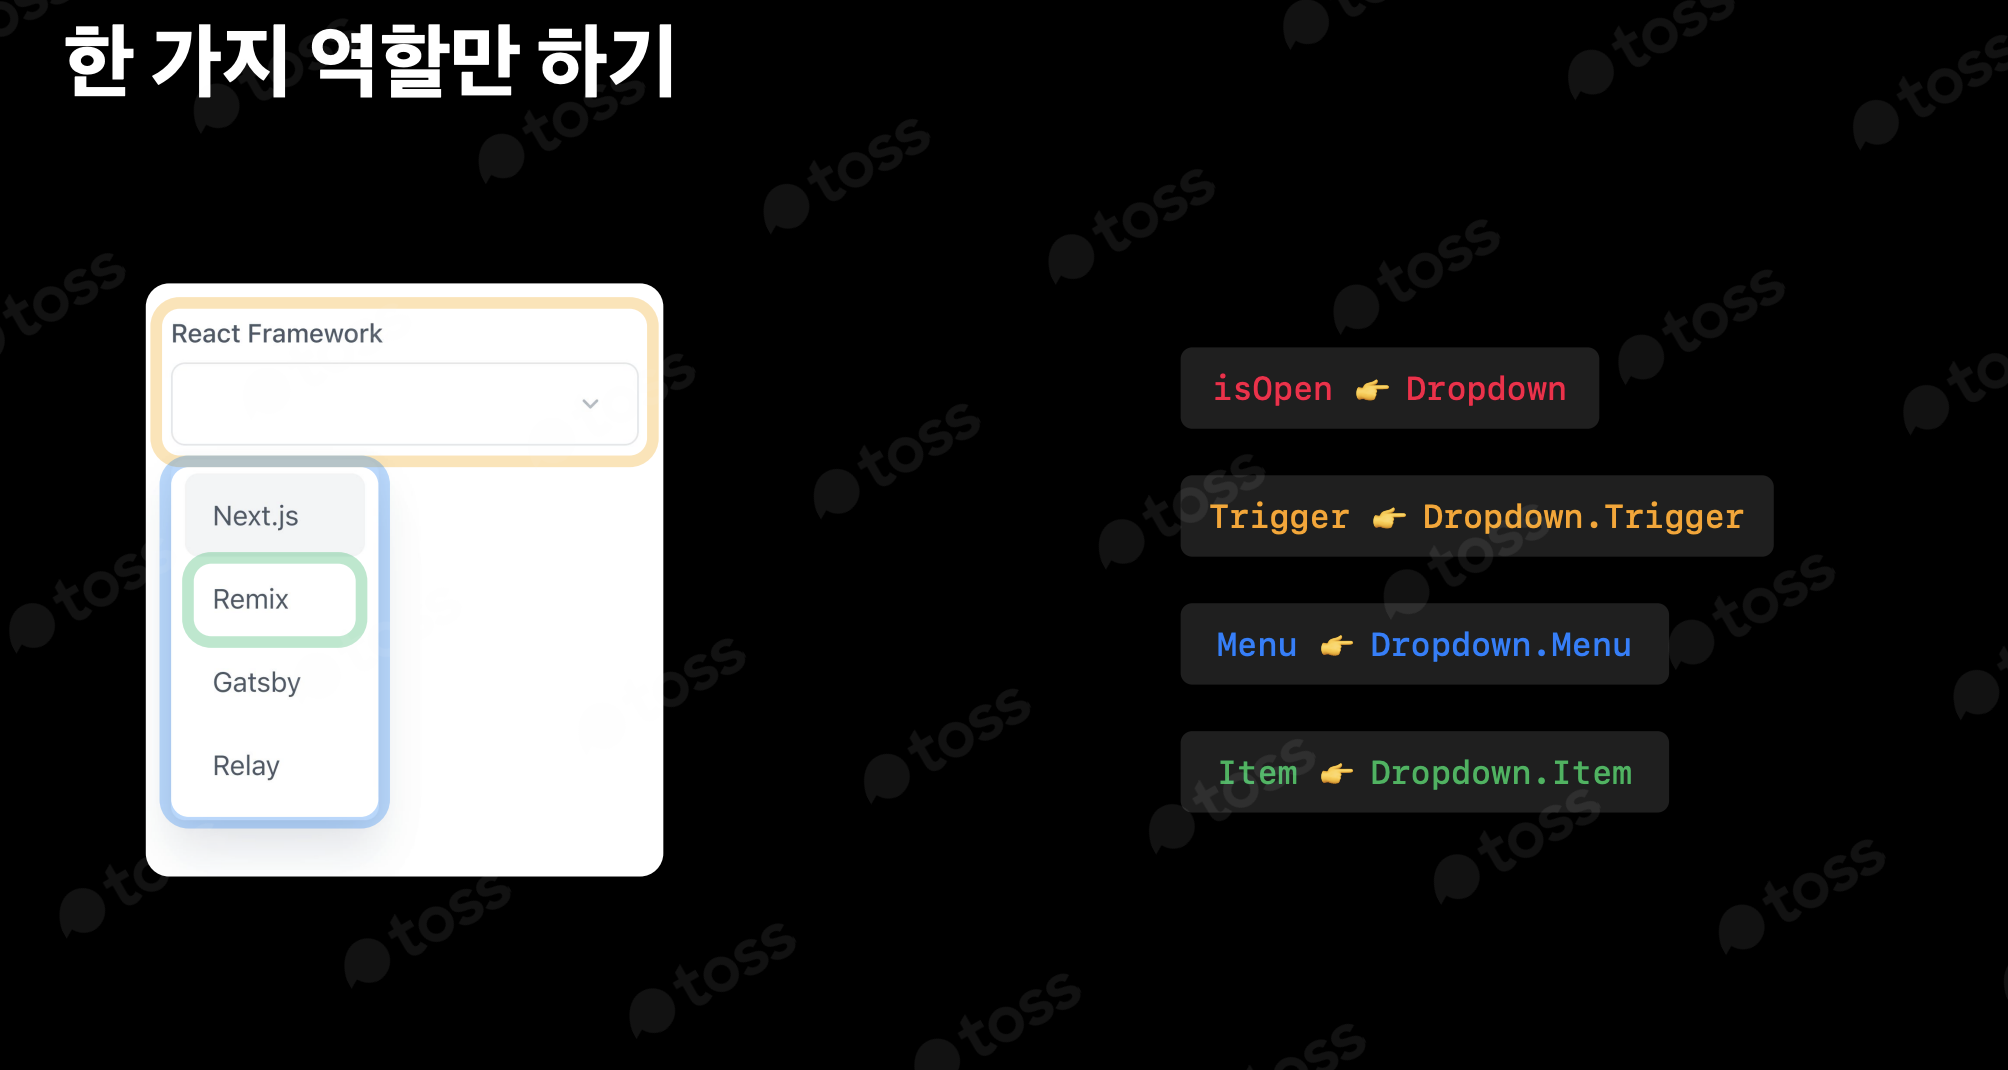 한 가지 역할만 하기
React Framework
Next.js
Remix
Gatsby
Relay
isOpen 👉 Dropdown
Trigger 👉 Dropdown.Trigger
Menu 👉 Dropdown.Menu
Item 👉 Dropdown.Item
toss